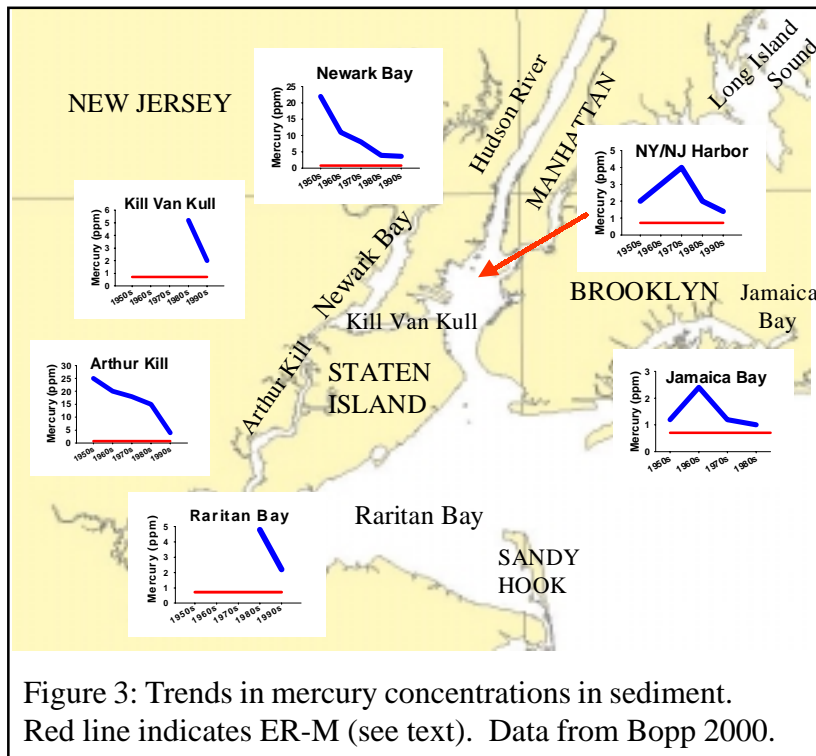 NEW JERSEY
Newark Bay
Mercury (ppm)
25
20
15
10
5
0
1950s
1960s
1970s
1980s
1990s
Hudson River
MANHATTAN
Long Island
Sound
NY/NJ Harbor
Mercury (ppm)
5
4
3
2
1
0
1950s
1960s
1970s
1980s
1990s
Kill Van Kull
Mercury (ppm)
6
5
4
3
2
1
0
1950s
1960s
1970s
1980s
1990s
Newark Bay
Kill Van Kull
BROOKLYN
Jamaica
Bay
Arthur Kill
Mercury (ppm)
30
25
20
15
10
5
0
1950s
1960s
1970s
1980s
1990s
Arthur Kill
STATEN
ISLAND
Jamaica Bay
Mercury (ppm)
3
2
1
0
1950s
1960s
1970s
1980s
Raritan Bay
Mercury (ppm)
5
4
3
2
1
0
1950s
1960s
1970s
1980s
1990s
Raritan Bay
SANDY
HOOK
Figure 3: Trends in mercury concentrations in sediment.
Red line indicates ER-M (see text).  Data from Bopp 2000.